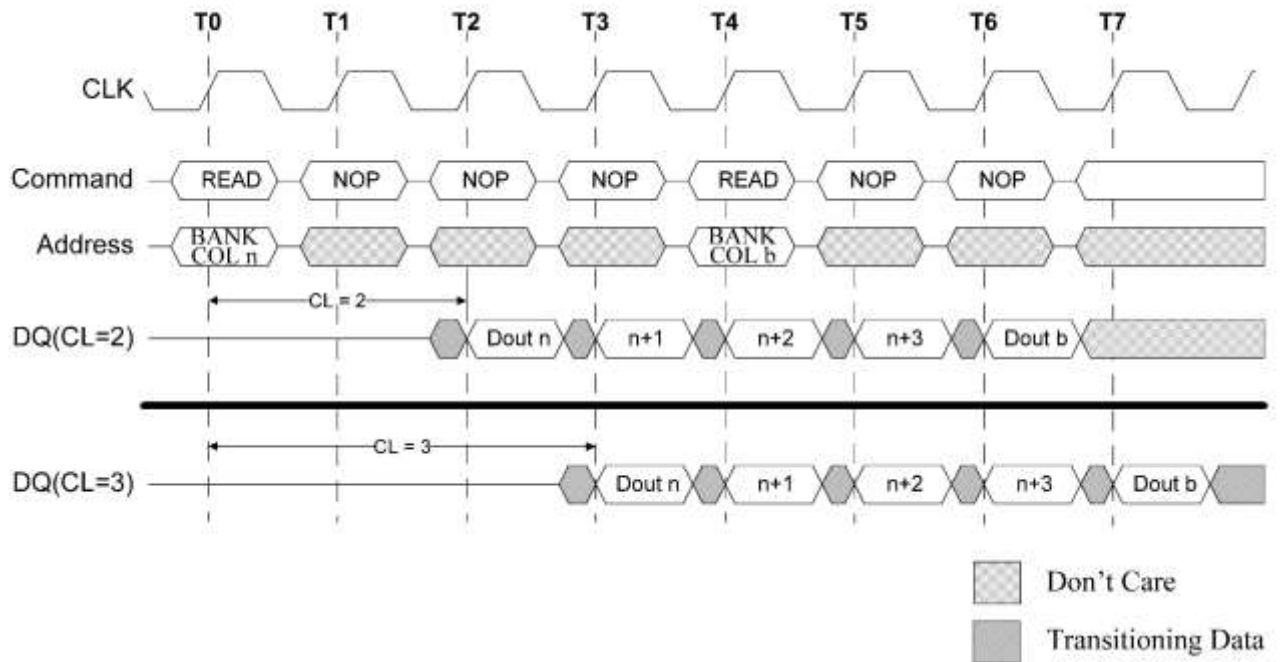 T0 T1 T2 T3 T4 T5 T6 T7
CLK
Command READ NOP NOP NOP READ NOP NOP
Address BANK COL n BANK COL b
CL = 2
DQ(CL=2) Dout n n+1 n+2 n+3 Dout b
CL = 3
DQ(CL=3) Dout n n+1 n+2 n+3 Dout b
Don't Care
Transitioning Data